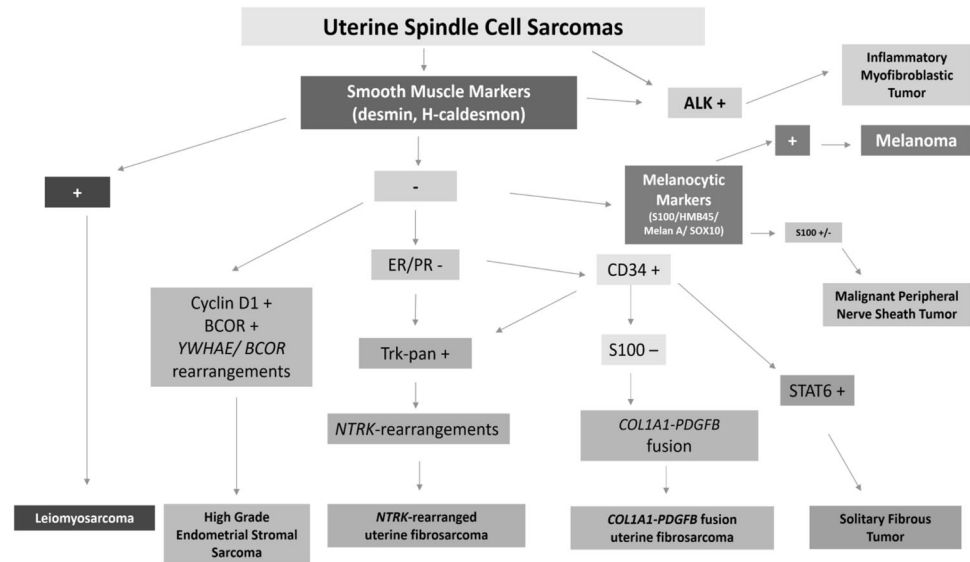 Uterine Spindle Cell Sarcomas
Inflammatory
Myofibroblastic
Tumor
Smooth Muscle Markers
(desmin, H-caldesmon)
ALK +
+
Melanoma
+
-
Melanocytic
Markers
(S100/HMB45/
Melan A/ SOX10)
S100 +/-
ER/PR -
CD34 +
Malignant Peripheral
Nerve Sheath Tumor
Cyclin D1 +
BCOR +
YWHAE/ BCOR
rearrangements
Trk-pan +
S100 –
STAT6 +
NTRK-rearrangements
COL1A1-PDGFB
fusion
Leiomyosarcoma
High Grade
Endometrial Stromal
Sarcoma
NTRK-rearranged
uterine fibrosarcoma
COL1A1-PDGFB fusion
uterine fibrosarcoma
Solitary Fibrous
Tumor